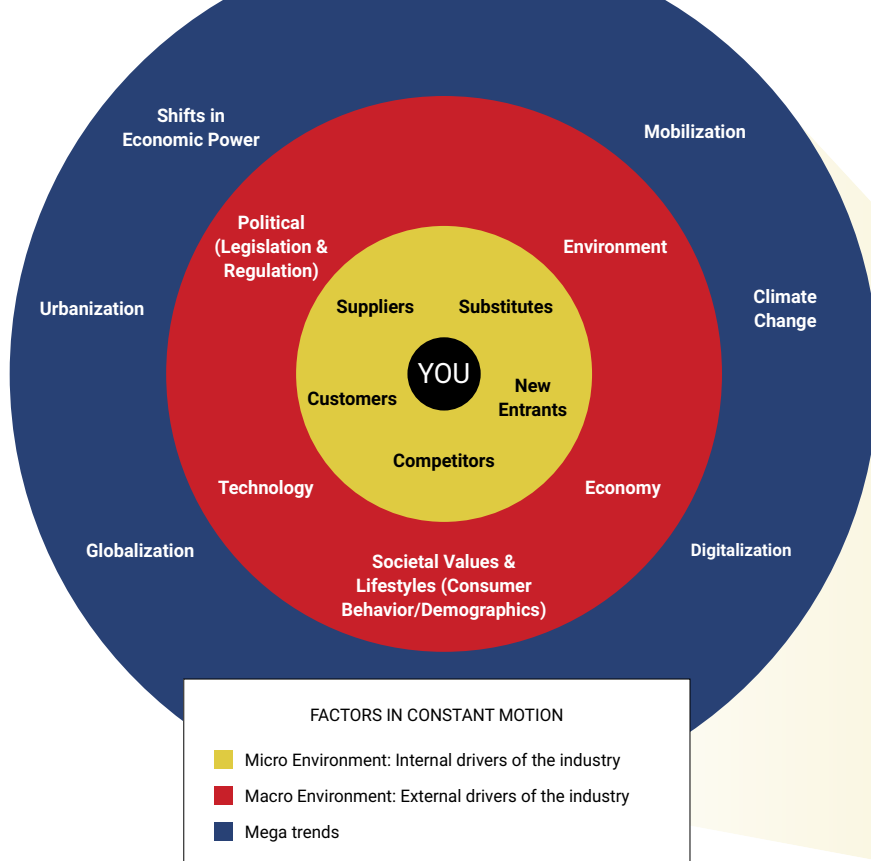 Shifts in
Economic Power
Mobilization
Political
(Legislation &
Regulation)
Environment
Urbanization
Climate
Change
Suppliers
Substitutes
YOU
Customers
New
Entrants
Competitors
Technology
Economy
Globalization
Digitalization
Societal Values &
Lifestyles (Consumer
Behavior/Demographics)
FACTORS IN CONSTANT MOTION
Micro Environment: Internal drivers of the industry
Macro Environment: External drivers of the industry
Mega trends